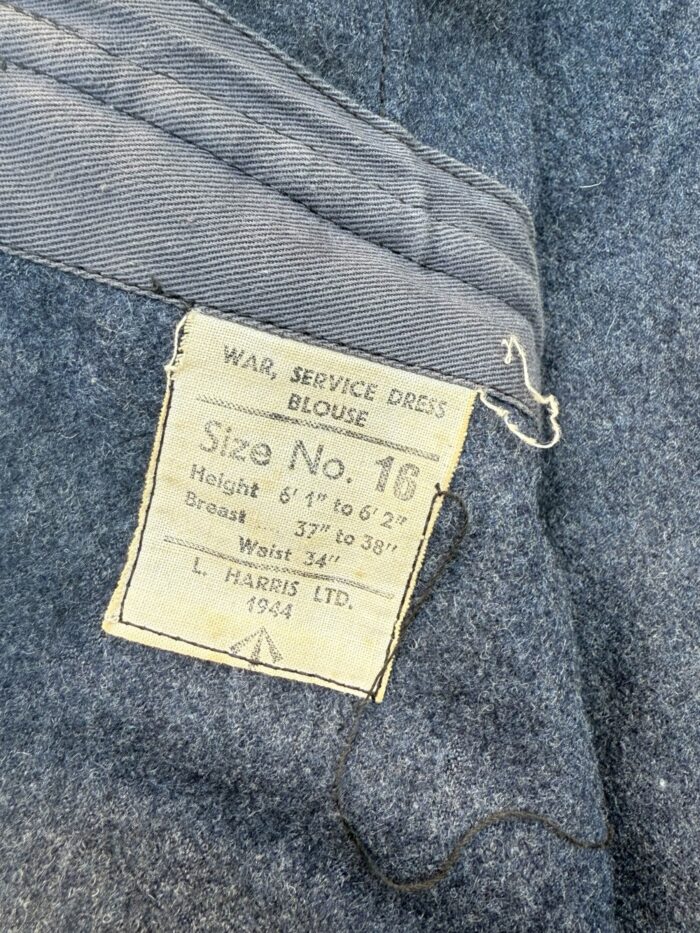 WAR, SERVICE DRESS
BLOUSE
Size No. 16
Height 6' 1" to 6' 2"
Breast .... 37" to 38"
Waist 34"
L. HARRIS LTD.
1944